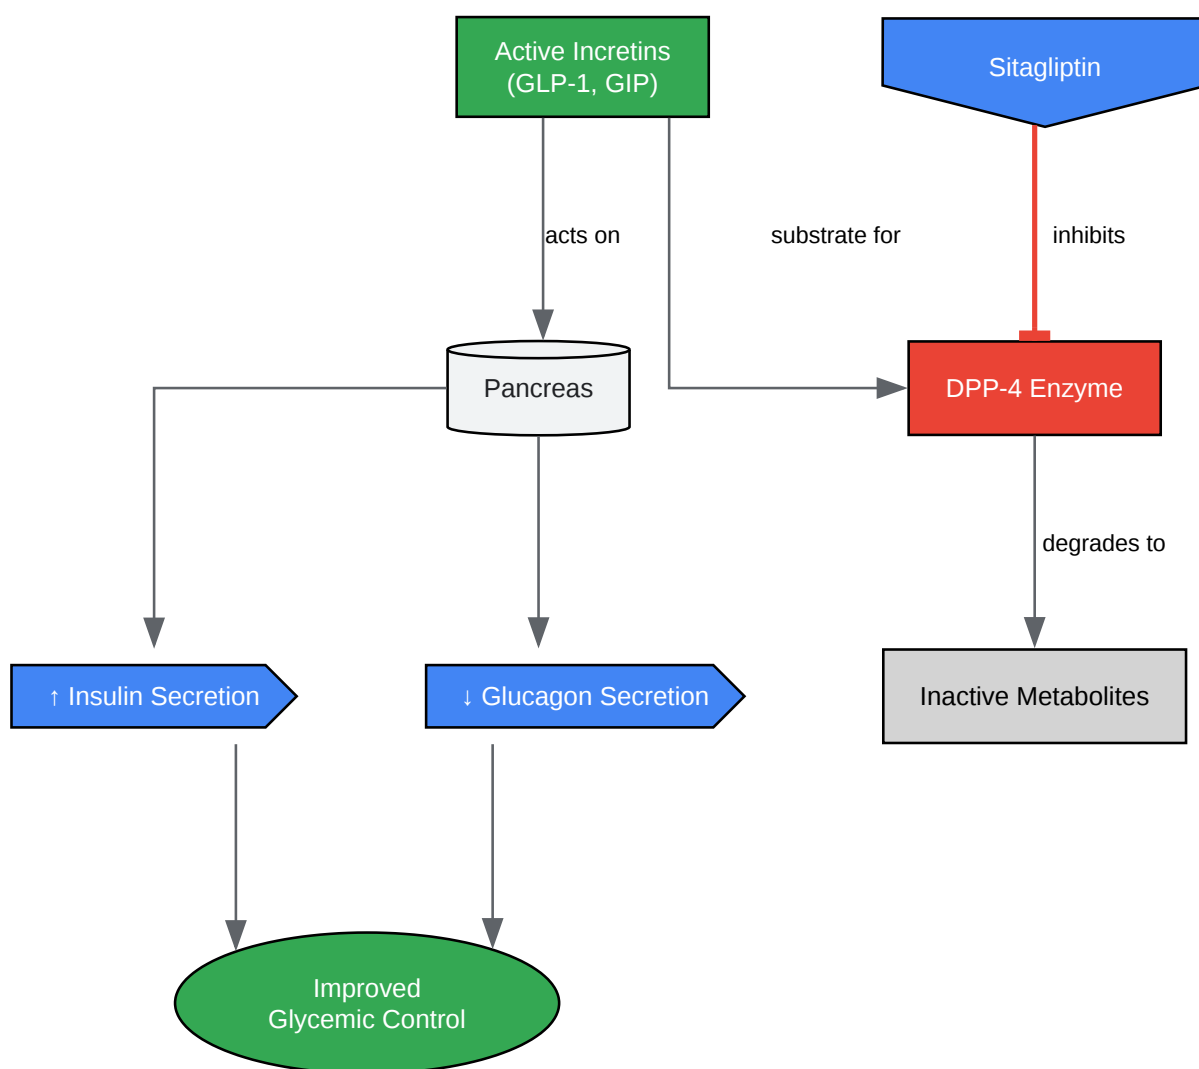 Active Incretins
(GLP-1, GIP)
Sitagliptin
acts on
substrate for
inhibits
Pancreas
DPP-4 Enzyme
degrades to
↑ Insulin Secretion
↓ Glucagon Secretion
Inactive Metabolites
Improved
Glycemic Control